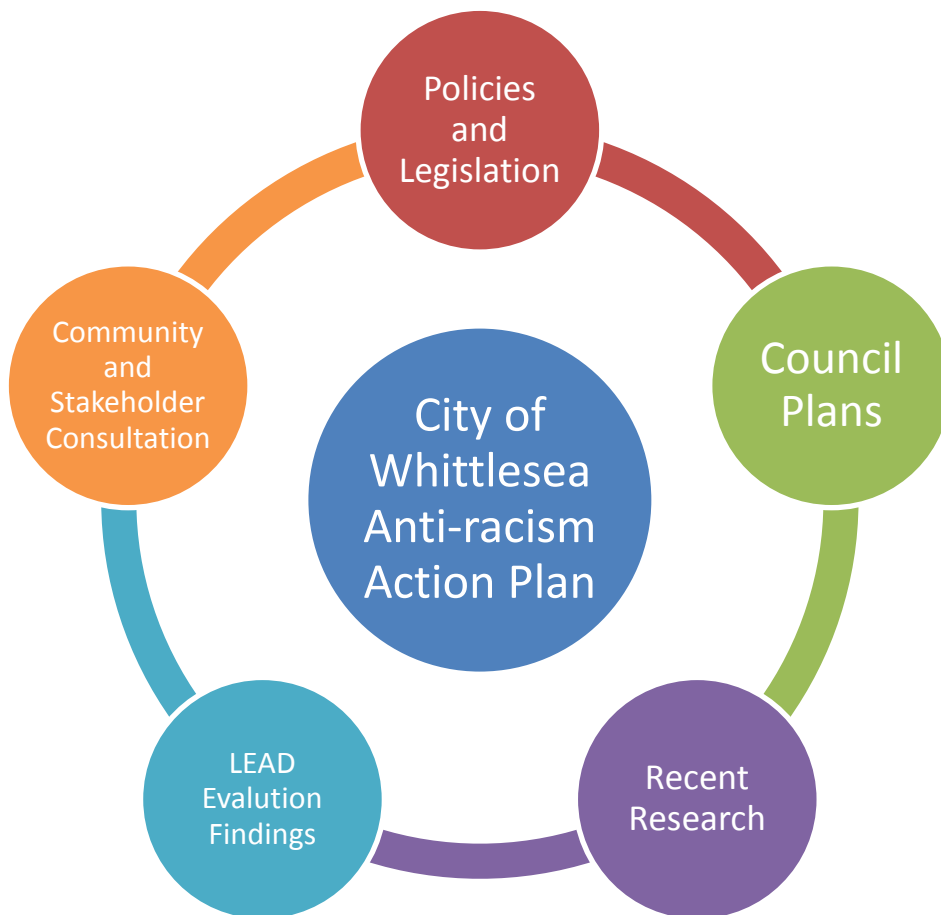 Policies
and
Legislation
Council
Plans
Recent
Research
LEAD
Evalution
Findings
Community
and
Stakeholder
Consultation
City of
Whittlesea
Anti-racism
Action Plan